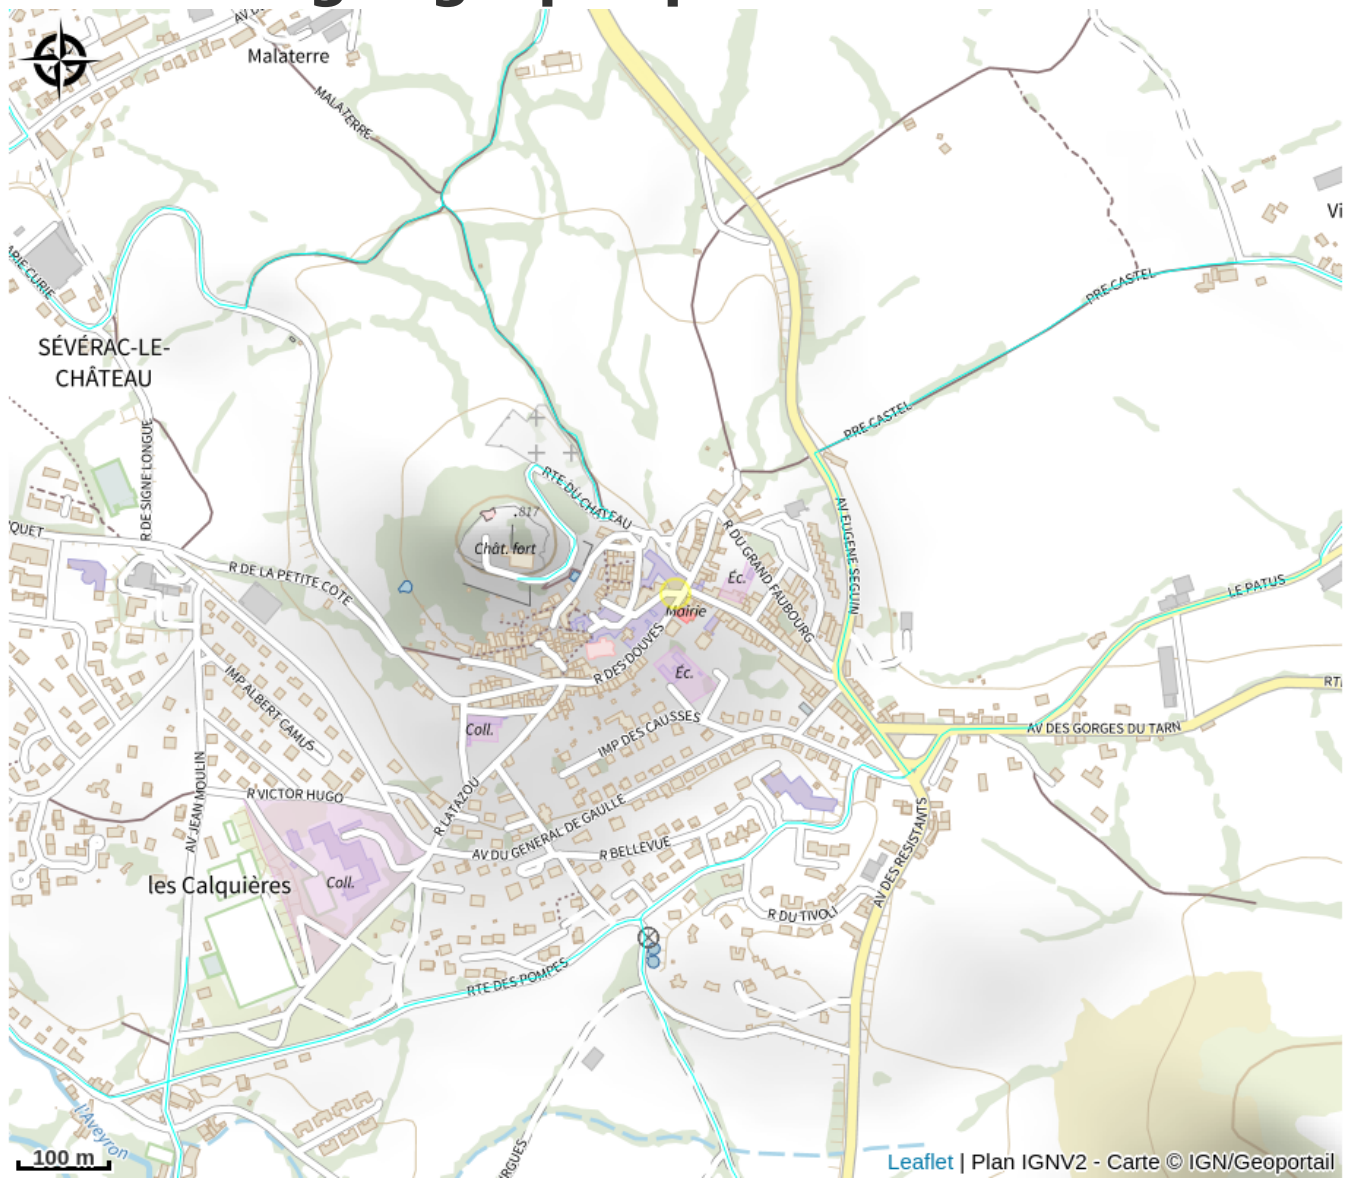 Malaterre
MALATERRE
Vi
SÉVÉRAC-LE-
CHÂTEAU
R DE SIGNE LONGUE
PRE CASTEL
PRE CASTEL
RTE DU CHATEAU
817
Chât. fort
R DU GRAND FAUBOURG
AV EUGENE SEGUIN
QUET
R DE LA PETITE COTE
Éc.
Mairie
LE PATUS
R DES DOUVES
Éc.
IMP ALBERT CAMUS
IMP DES CAUSSES
Coll.
AV DES GORGES DU TARN
AV JEAN MOULIN
R VICTOR HUGO
R LATAZOU
AV DU GENERAL DE GAULLE
R BELLEVUE
AV DES RESISTANTS
les Calquières
Coll.
R DU TIVOLI
RTE DES POMPES
l'Aveyron
100 m
Leaflet | Plan IGNV2 - Carte © IGN/Geoportail